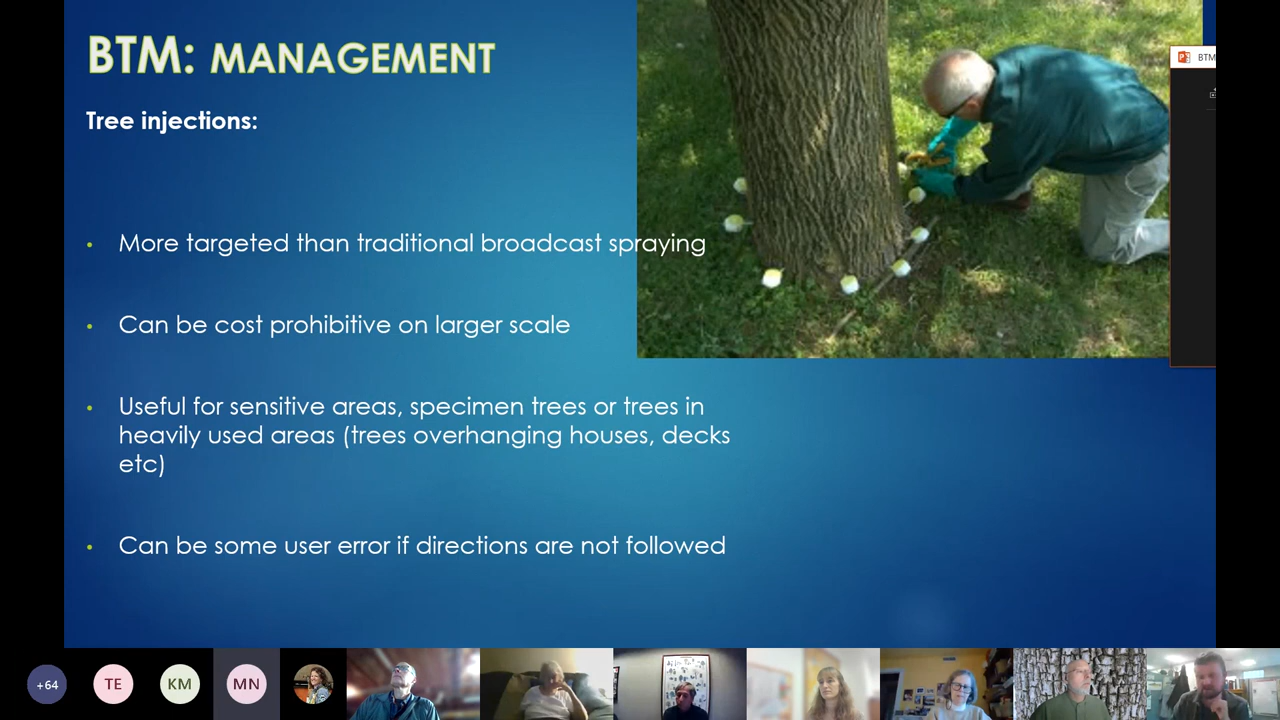 BTM: MANAGEMENT
Tree injections:
• More targeted than traditional broadcast spraying
• Can be cost prohibitive on larger scale
• Useful for sensitive areas, specimen trees or trees in
heavily used areas (trees overhanging houses, decks
etc)
• Can be some user error if directions are not followed
BTM
+64
TE
KM
MN